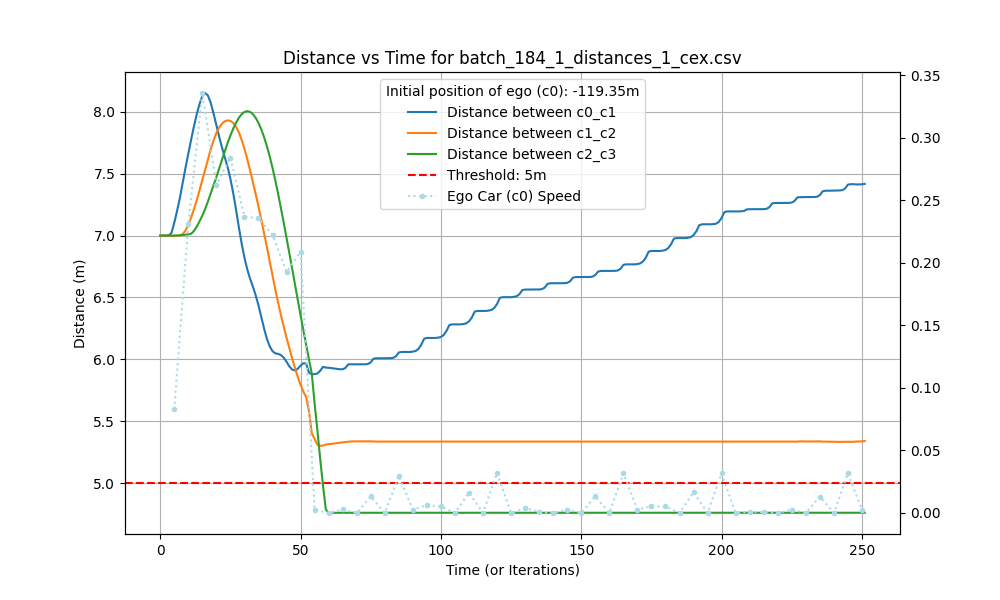 Distance vs Time for batch_184_1_distances_1_cex.csv
Initial position of ego (c0): -119.35m
Distance between c0_c1
Distance between c1_c2
Distance between c2_c3
Threshold: 5m
Ego Car (c0) Speed
Distance (m)
8.0
7.5
7.0
6.5
6.0
5.5
5.0
0.35
0.30
0.25
0.20
0.15
0.10
0.05
0.00
0
50
100
150
200
250
Time (or Iterations)